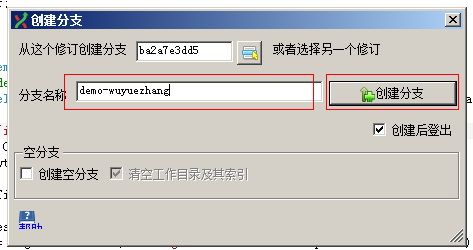 创建分支
从这个修订创建分支 ba2a7e3dd5 或者选择另一个修订
分支名称 demo-wuyuezhang 创建分支
创建后登出
空分支
创建空分支 清空工作目录及其索引
帮助